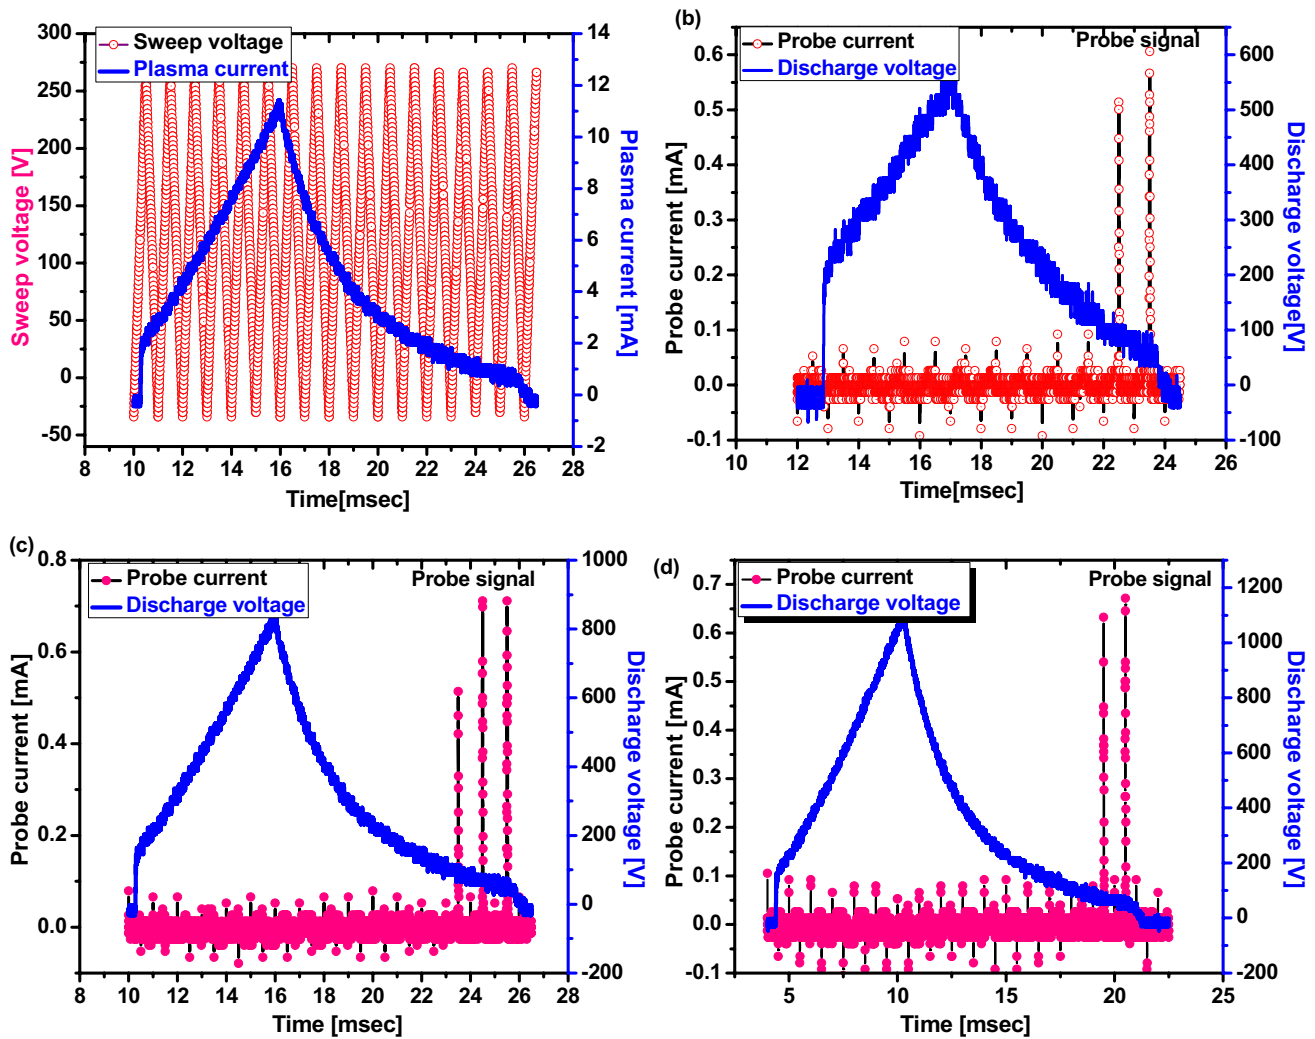 Sweep voltage
Plasma current
300
250
200
150
100
50
0
-50
Sweep voltage [V]
14
12
10
8
6
4
2
0
-2
Plasma current [mA]
8 10 12 14 16 18 20 22 24 26 28
Time[msec]
(b)
Probe current
Discharge voltage
Probe signal
0.6
0.5
0.4
0.3
0.2
0.1
0.0
-0.1
Probe current [mA]
600
500
400
300
200
100
0
-100
Discharge voltage[V]
10 12 14 16 18 20 22 24 26
Time[msec]
(c)
Probe current
Discharge voltage
Probe signal
0.8
0.6
0.4
0.2
0.0
Probe current [mA]
1000
800
600
400
200
0
-200
Discharge voltage [V]
8 10 12 14 16 18 20 22 24 26 28
Time [msec]
(d)
Probe current
Discharge voltage
Probe signal
0.7
0.6
0.5
0.4
0.3
0.2
0.1
0.0
-0.1
Probe current [mA]
1200
1000
800
600
400
200
0
-200
Discharge voltage [V]
5 10 15 20 25
Time [msec]